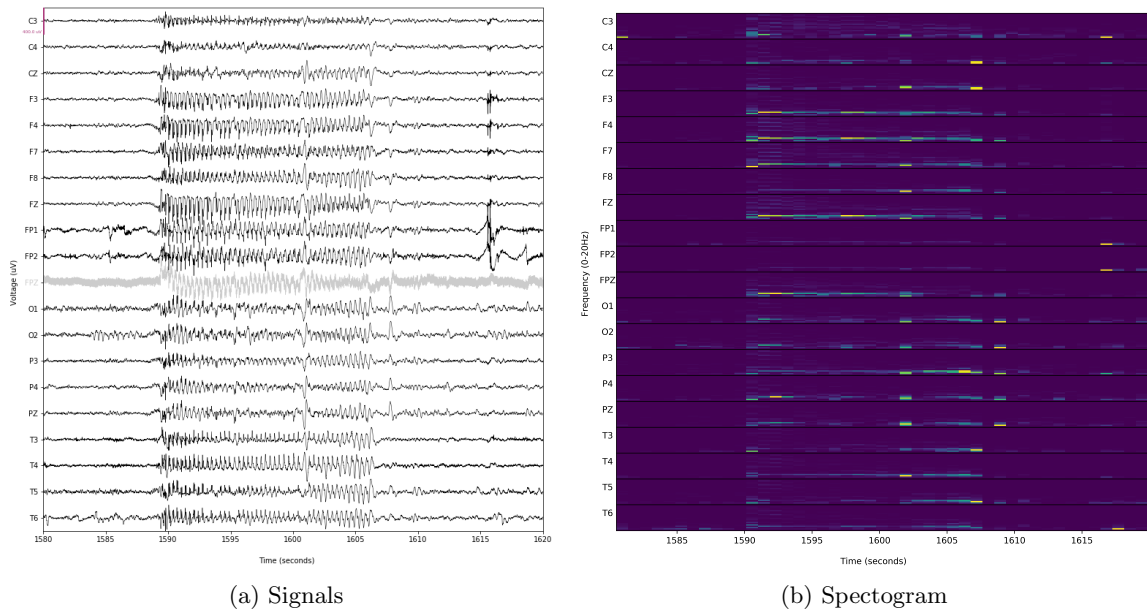 C3
C4
CZ
F3
F4
F7
F8
FZ
FP1
FP2
FPZ
O1
O2
P3
P4
PZ
T3
T4
T5
T6
Voltage (uV)
1580 1585 1590 1595 1600 1605 1610 1615 1620
Time (seconds)
(a) Signals
C3
C4
CZ
F3
F4
F7
F8
FZ
FP1
FP2
FPZ
O1
O2
P3
P4
PZ
T3
T4
T5
T6
Frequency (0-20Hz)
1585 1590 1595 1600 1605 1610 1615
Time (seconds)
(b) Spectogram